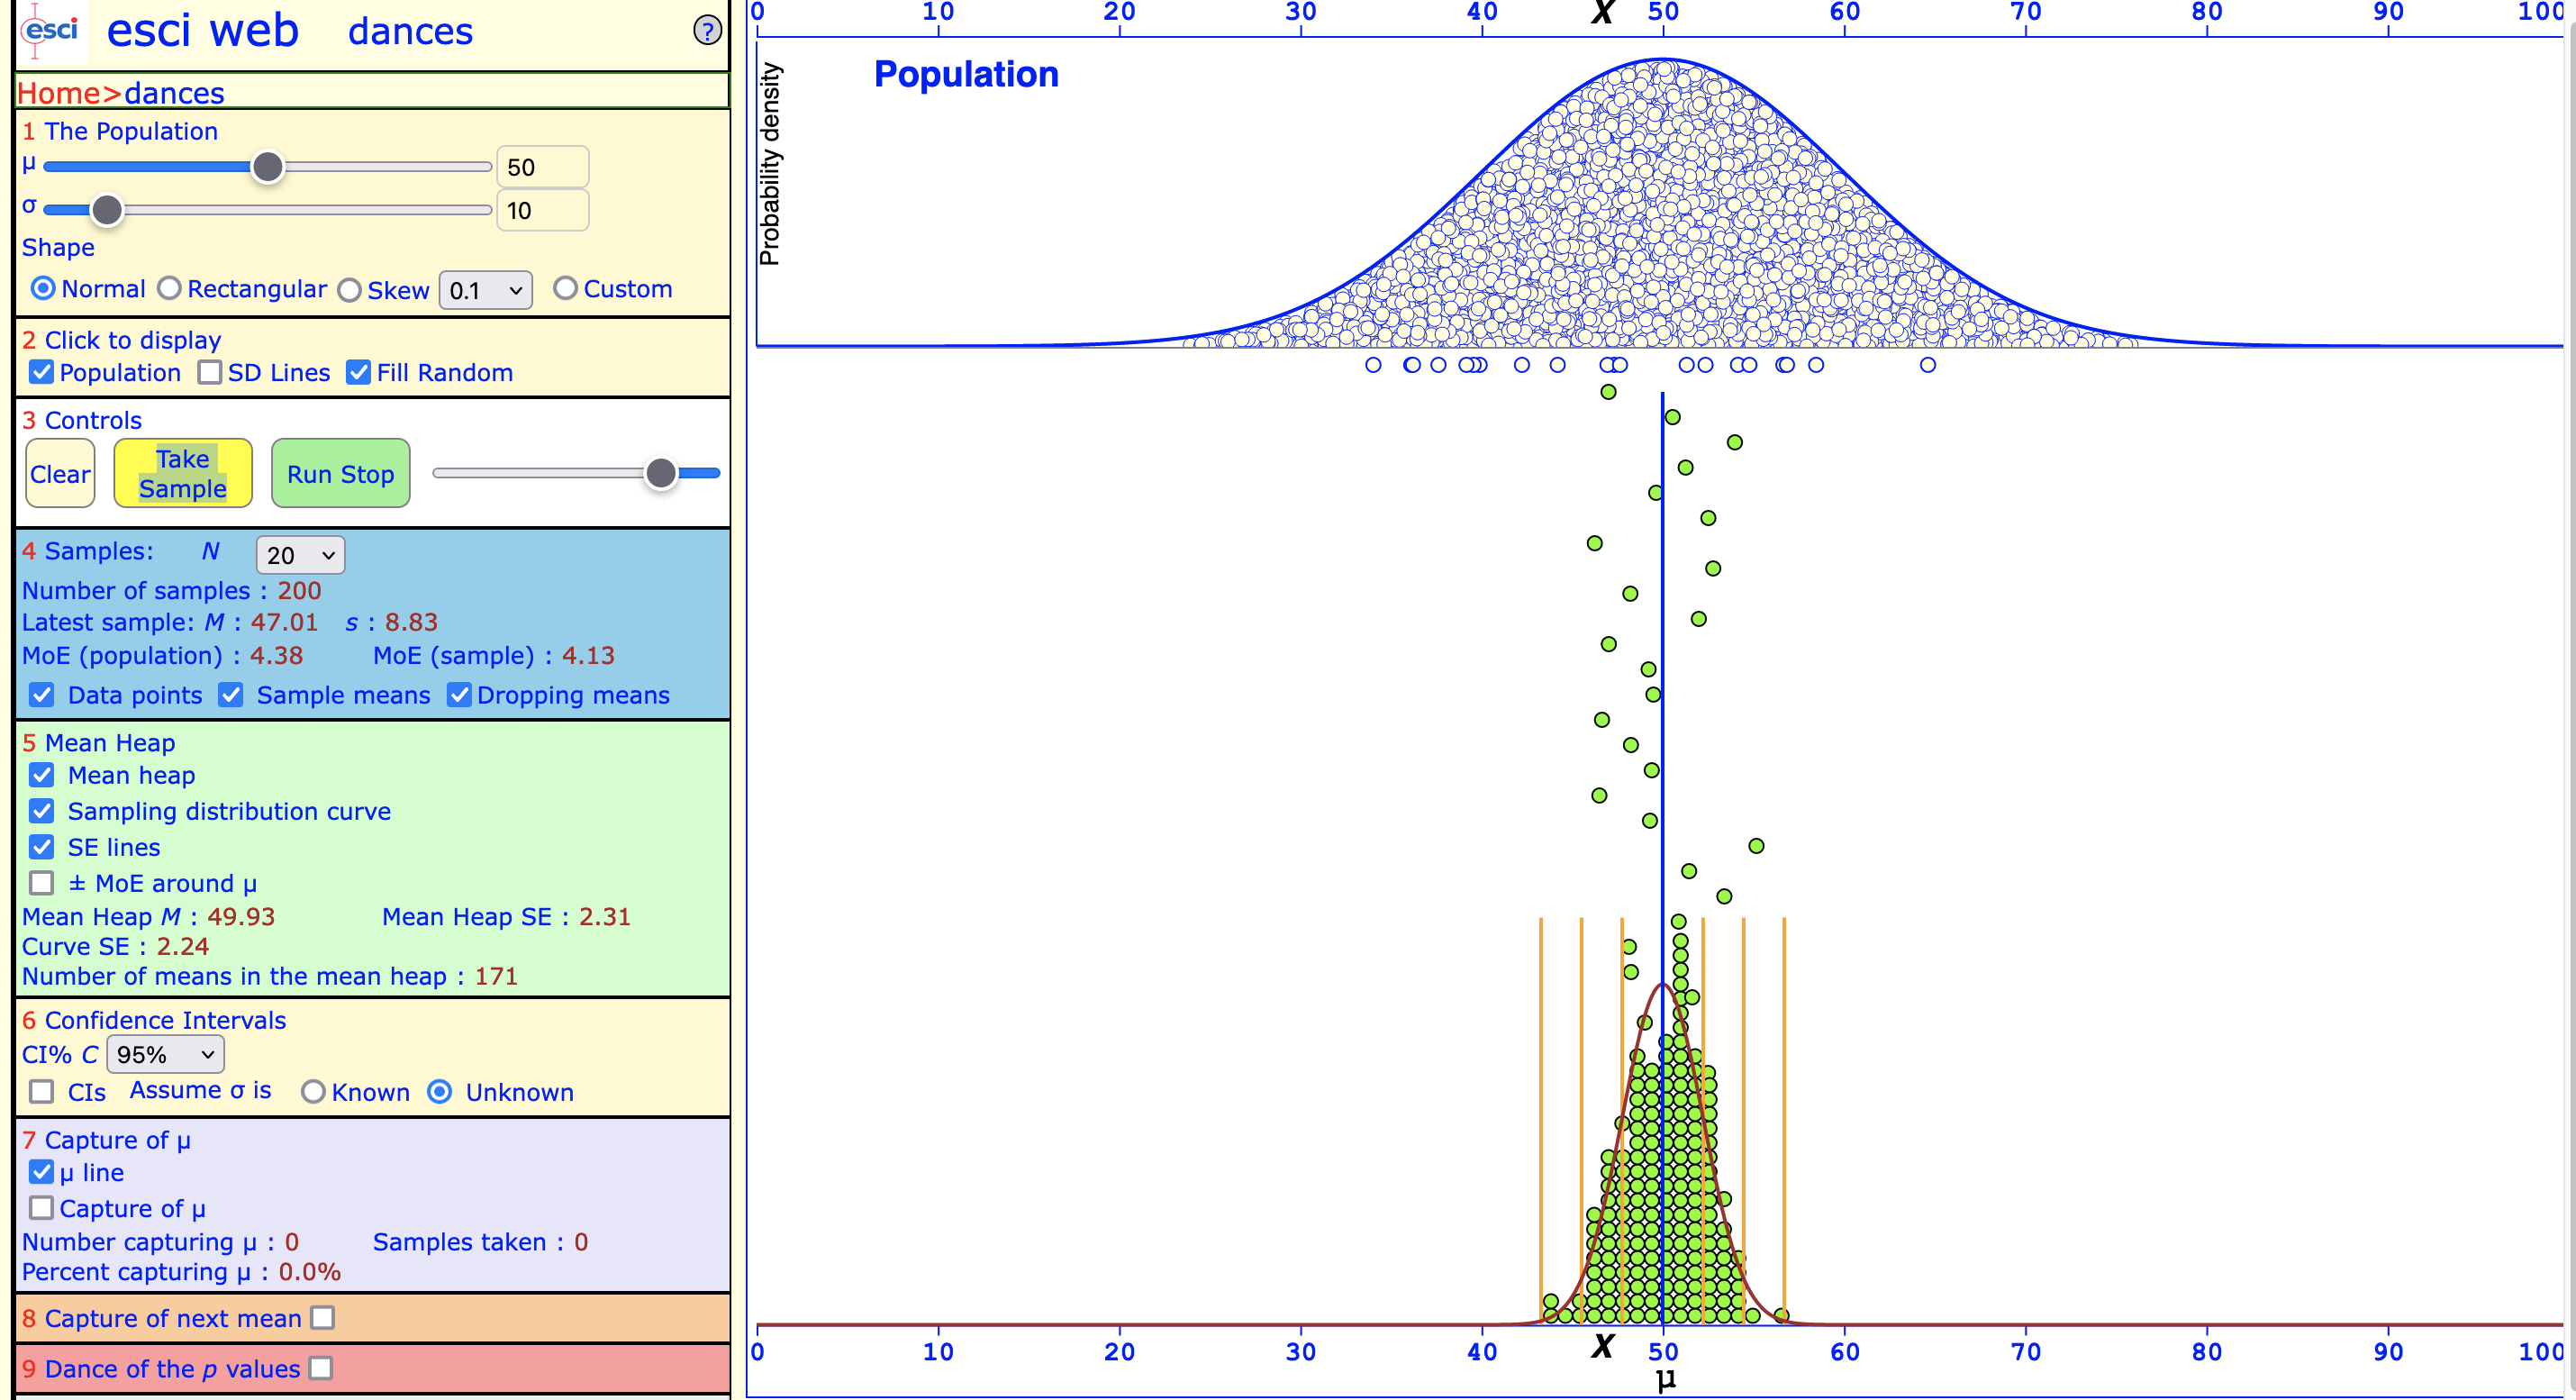 esci esci web dances ?
Home>dances
1 The Population
μ 50
σ 10
Shape
Normal Rectangular Skew 0.1 Custom
2 Click to display
Population SD Lines Fill Random
3 Controls
Clear Take Sample Run Stop
4 Samples: N 20
Number of samples : 200
Latest sample: M : 47.01 s : 8.83
MoE (population) : 4.38 MoE (sample) : 4.13
Data points Sample means Dropping means
5 Mean Heap
Mean heap
Sampling distribution curve
SE lines
± MoE around μ
Mean Heap M : 49.93 Mean Heap SE : 2.31
Curve SE : 2.24
Number of means in the mean heap : 171
6 Confidence Intervals
CI% C 95%
CIs Assume σ is Known Unknown
7 Capture of μ
μ line
Capture of μ
Number capturing μ : 0 Samples taken : 0
Percent capturing μ : 0.0%
8 Capture of next mean
9 Dance of the p values
0 10 20 30 40 X 50 60 70 80 90 100
Probability density
Population
0 10 20 30 40 X 50 60 70 80 90 100
μ